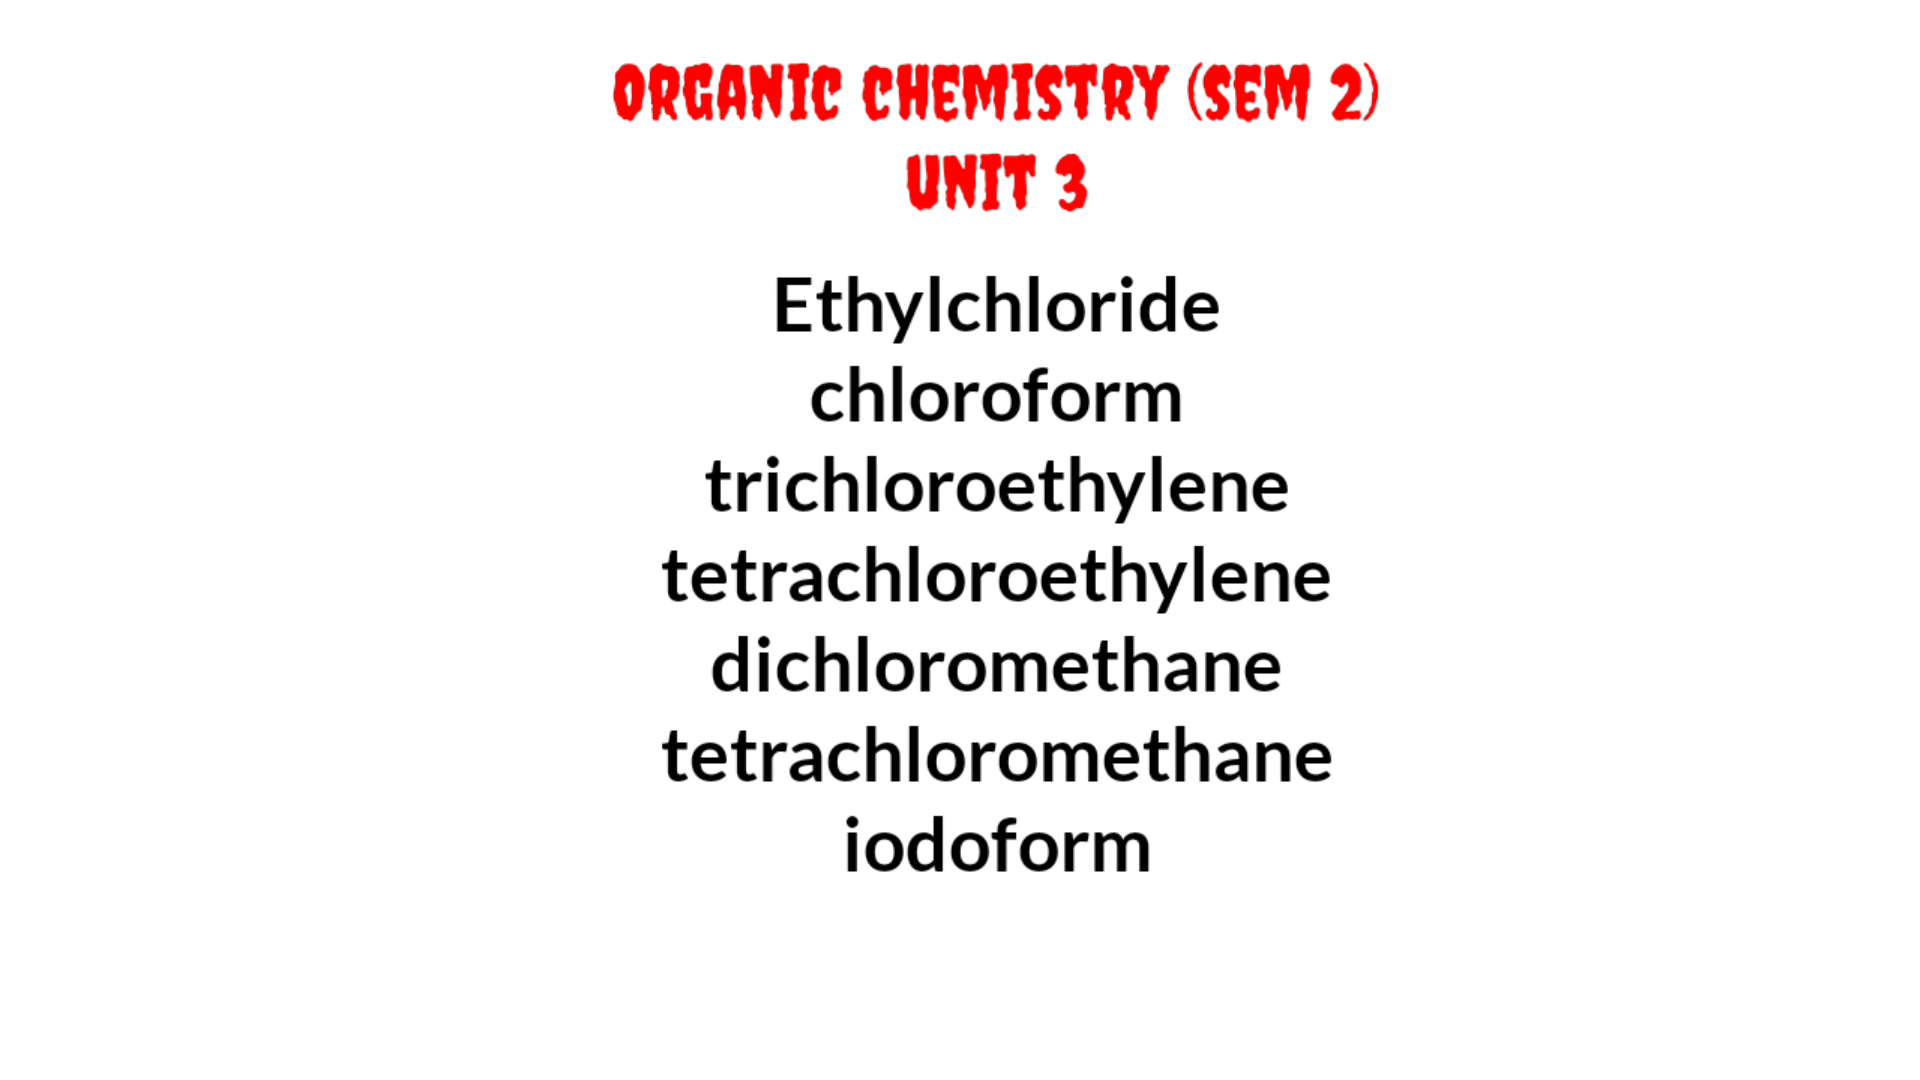 ORGANIC CHEMISTRY (SEM 2)
UNIT 3
Ethylchloride
chloroform
trichloroethylene
tetrachloroethylene
dichloromethane
tetrachloromethane
iodoform